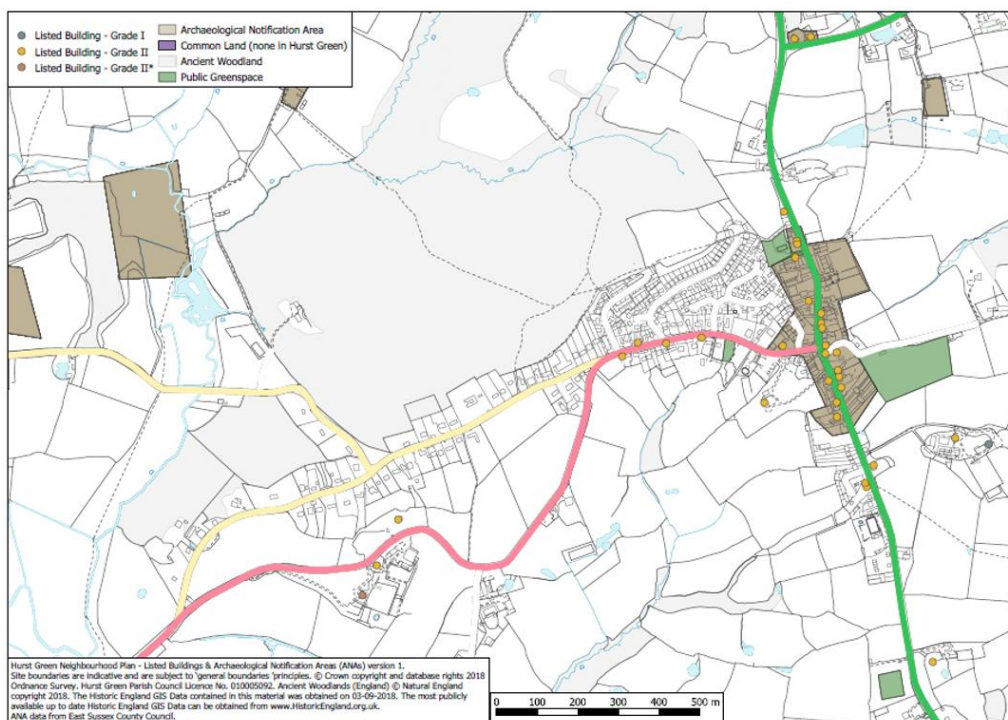 Listed Building - Grade I
Listed Building - Grade II
Listed Building - Grade II*
Archaeological Notification Area
Common Land (none in Hurst Green)
Ancient Woodland
Public Greenspace
Hurst Green Neighbourhood Plan - Listed Buildings & Archaeological Notification Areas (ANAs) version 1.
Site boundaries are indicative and are subject to 'general boundaries 'principles. © Crown copyright and database rights 2018
Ordnance Survey. Hurst Green Parish Council Licence No. 010005092. Ancient Woodlands (England) © Natural England
copyright 2018. The Historic England GIS Data contained in this material was obtained on 03-09-2018. The most publicly
available up to date Historic England GIS Data can be obtained from www.HistoricEngland.org.uk.
ANA data from East Sussex County Council.
0 100 200 300 400 500 m